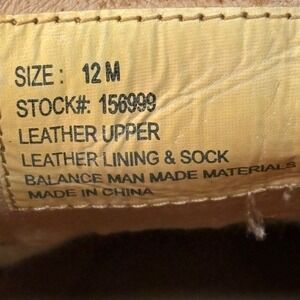 SIZE: 12 M
STOCK#: 156999
LEATHER UPPER
LEATHER LINING & SOCK
BALANCE MAN MADE MATERIALS
MADE IN CHINA